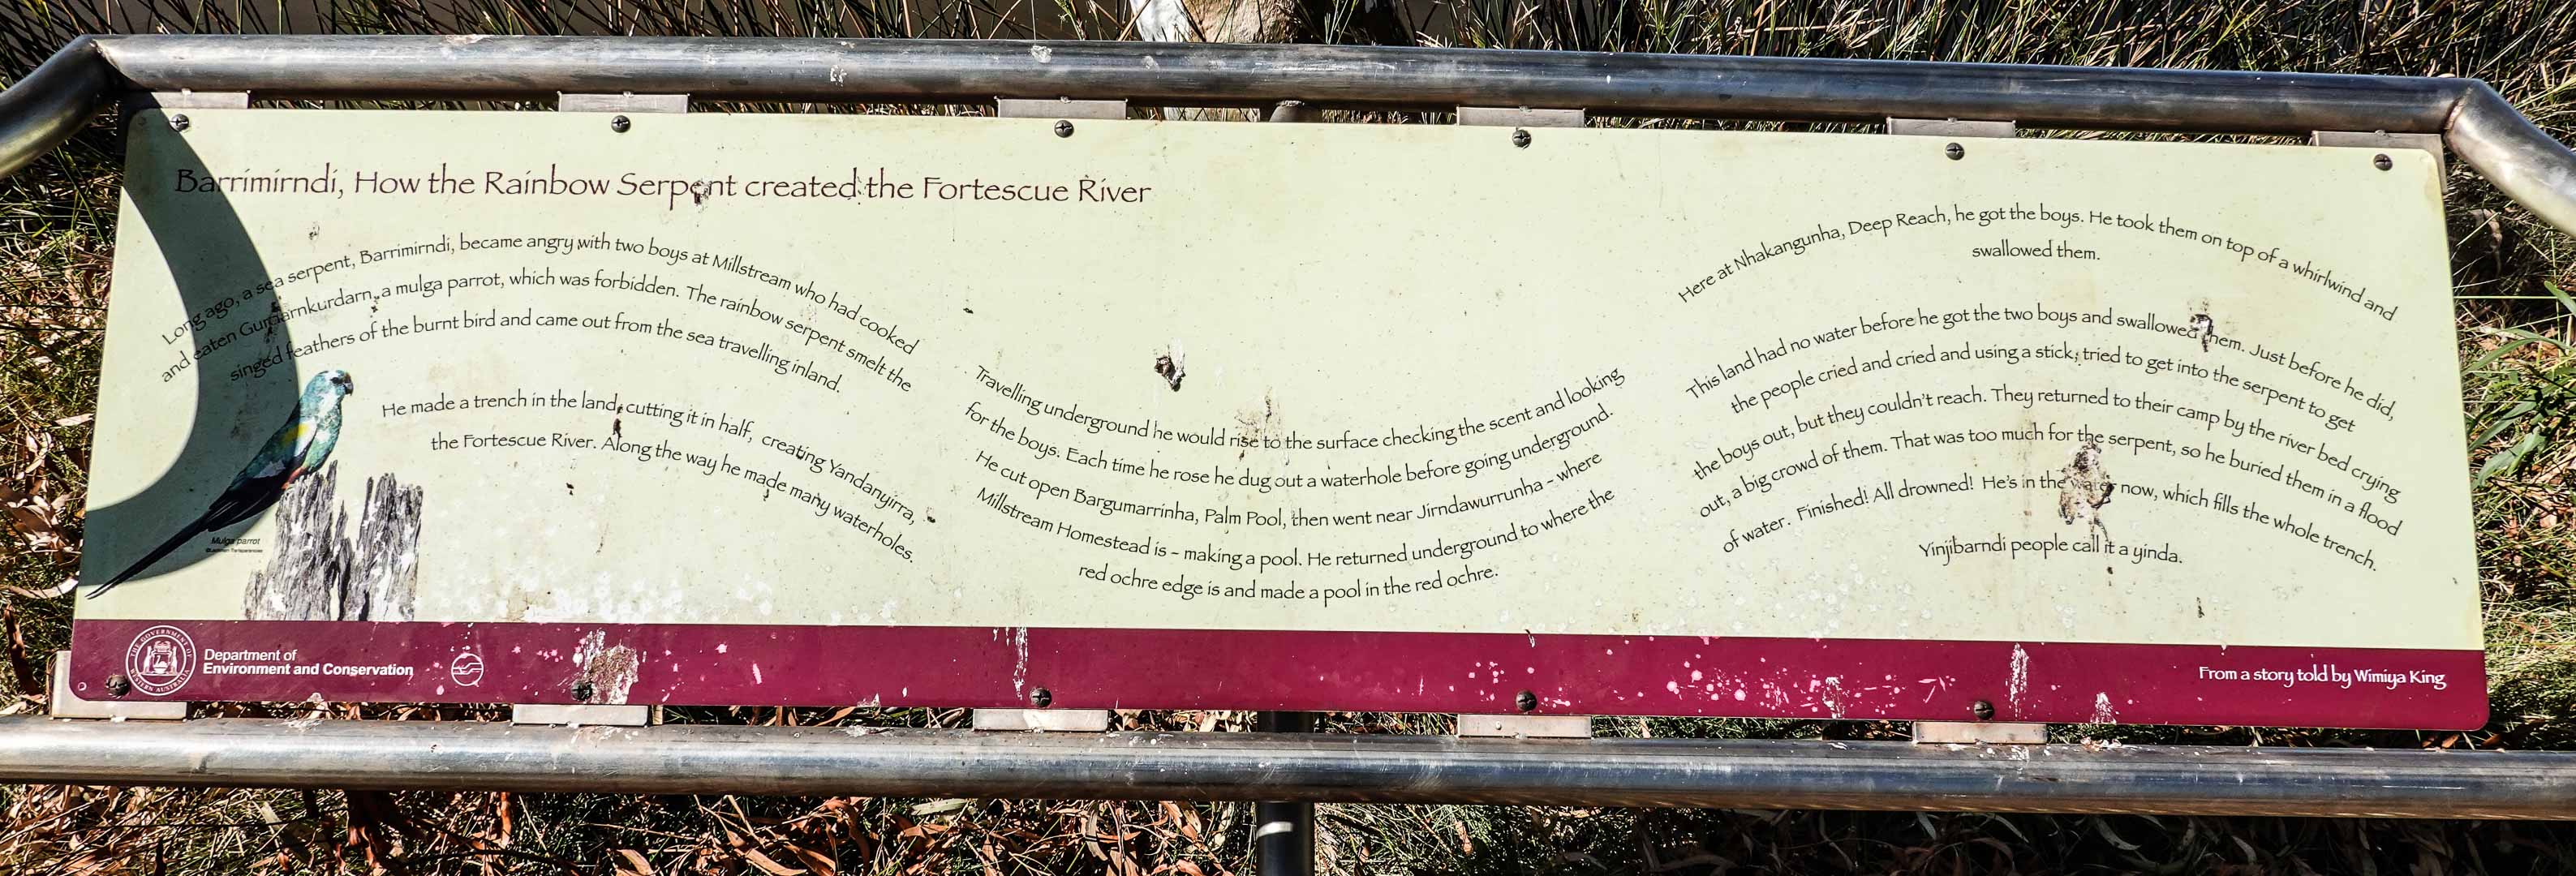 Barrimirndi, How the Rainbow Serpent created the Fortescue River
Long ago, a sea serpent, Barrimirndi, became angry with two boys at Millstream who had cooked
and eaten Gurdarnkurdarn, a mulga parrot, which was forbidden. The rainbow serpent smelt the
singed feathers of the burnt bird and came out from the sea travelling inland.
He made a trench in the land, cutting it in half, creating Yandanyirra,
the Fortescue River. Along the way he made many waterholes.
Mulga parrot
Travelling underground he would rise to the surface checking the scent and looking
for the boys. Each time he rose he dug out a waterhole before going underground.
He cut open Bargumarrinha, Palm Pool, then went near Jirndawurrunha - where
Millstream Homestead is - making a pool. He returned underground to where the
red ochre edge is and made a pool in the red ochre.
Here at Nhakangunha, Deep Reach, he got the boys. He took them on top of a whirlwind and
swallowed them.
This land had no water before he got the two boys and swallowed them. Just before he did,
the people cried and cried and using a stick, tried to get into the serpent to get
the boys out, but they couldn't reach. They returned to their camp by the river bed crying
out, a big crowd of them. That was too much for the serpent, so he buried them in a flood
of water. Finished! All drowned! He's in the water now, which fills the whole trench.
Yinjibarndi people call it a yinda.
THE GOVERNMENT OF WESTERN AUSTRALIA
Department of
Environment and Conservation
From a story told by Wimiya King